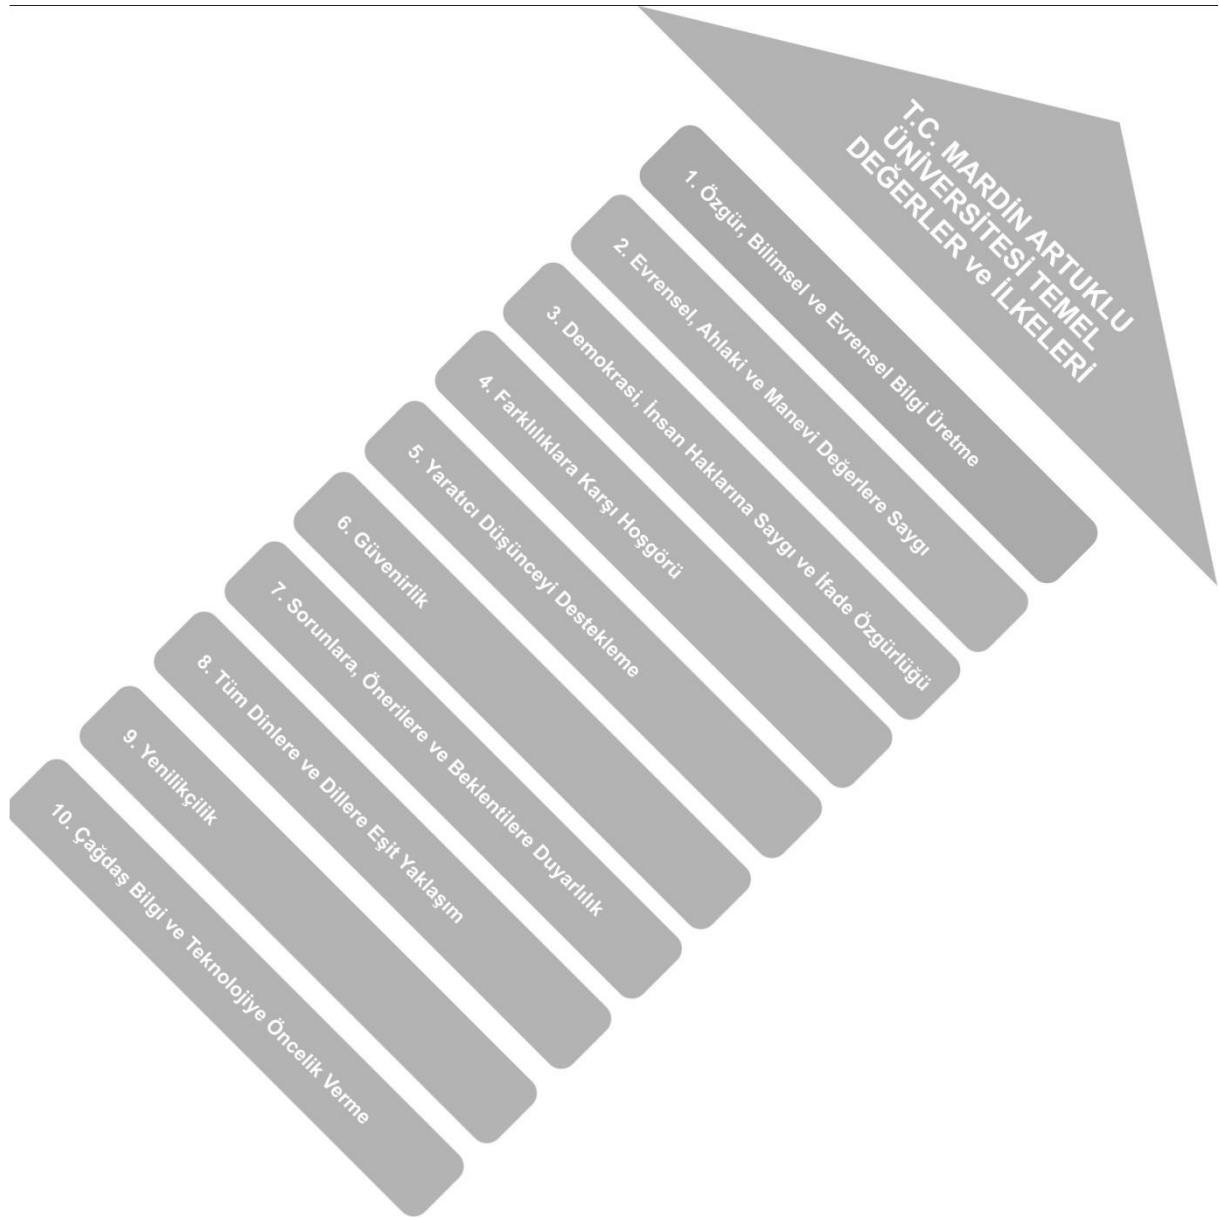 T.C. MARDİN ARTUKLU
ÜNİVERSİTESİ TEMEL
DEĞERLER ve İLKELERİ
1. Özgür, Bilimsel ve Evrensel Bilgi Üretme
2. Evrensel, Ahlaki ve Manevi Değerlere Saygı
3. Demokrasi, İnsan Haklarına Saygı ve İfade Özgürlüğü
4. Farklılıklara Karşı Hoşgörü
5. Yaratıcı Düşünceyi Destekleme
6. Güvenirlik
7. Sorunlara, Önerilere ve Beklentilere Duyarlılık
8. Tüm Dinlere ve Dillere Eşit Yaklaşım
9. Yenilikçilik
10. Çağdaş Bilgi ve Teknolojiye Öncelik Verme